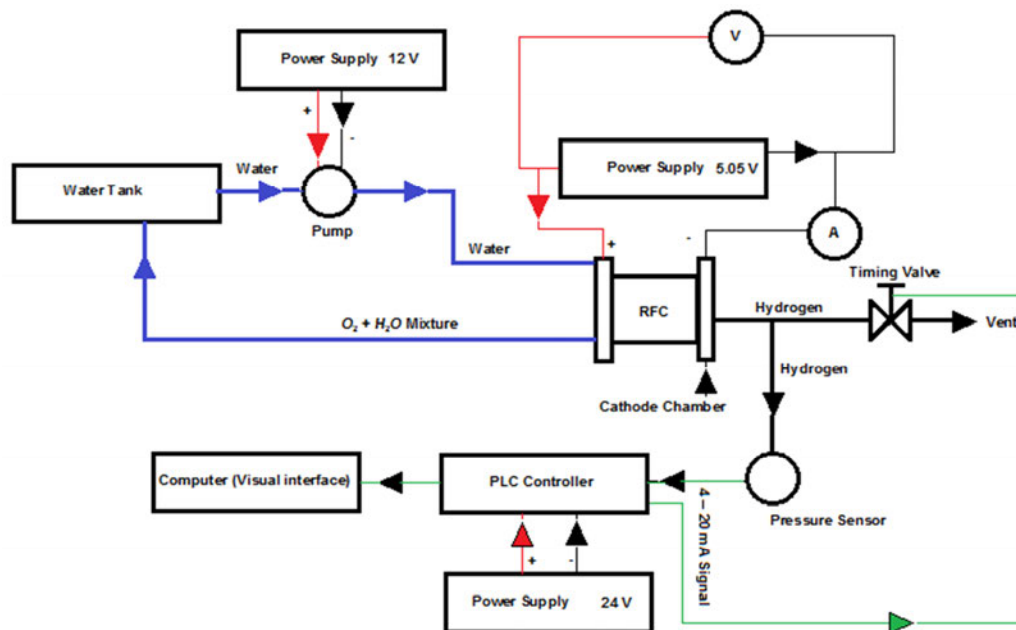 V
Power Supply 12 V
+
-
Power Supply 5.05 V
Water Tank
Water
Pump
A
+
-
Water
Timing Valve
RFC
Hydrogen
Vent
O2 + H2O Mixture
Hydrogen
Cathode Chamber
Computer (Visual interface)
PLC Controller
4 – 20 mA Signal
Pressure Sensor
+
-
Power Supply 24 V